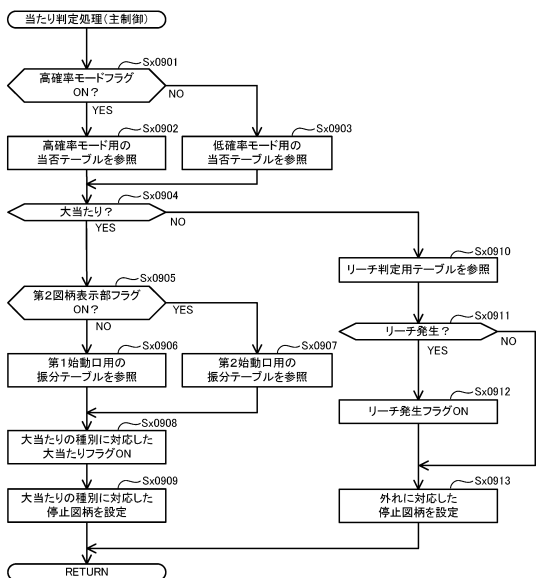 当たり判定処理(主制御)
Sx0901
高確率モードフラグ
ON?
NO
YES
Sx0902
高確率モード用の
当否テーブルを参照
Sx0903
低確率モード用の
当否テーブルを参照
Sx0904
大当たり?
NO
YES
Sx0910
リーチ判定用テーブルを参照
Sx0905
第2図柄表示部フラグ
ON?
YES
NO
Sx0911
リーチ発生?
NO
YES
Sx0906
第1始動口用の
振分テーブルを参照
Sx0907
第2始動口用の
振分テーブルを参照
Sx0912
リーチ発生フラグON
Sx0908
大当たりの種別に対応した
大当たりフラグON
Sx0909
大当たりの種別に対応した
停止図柄を設定
Sx0913
外れに対応した
停止図柄を設定
RETURN